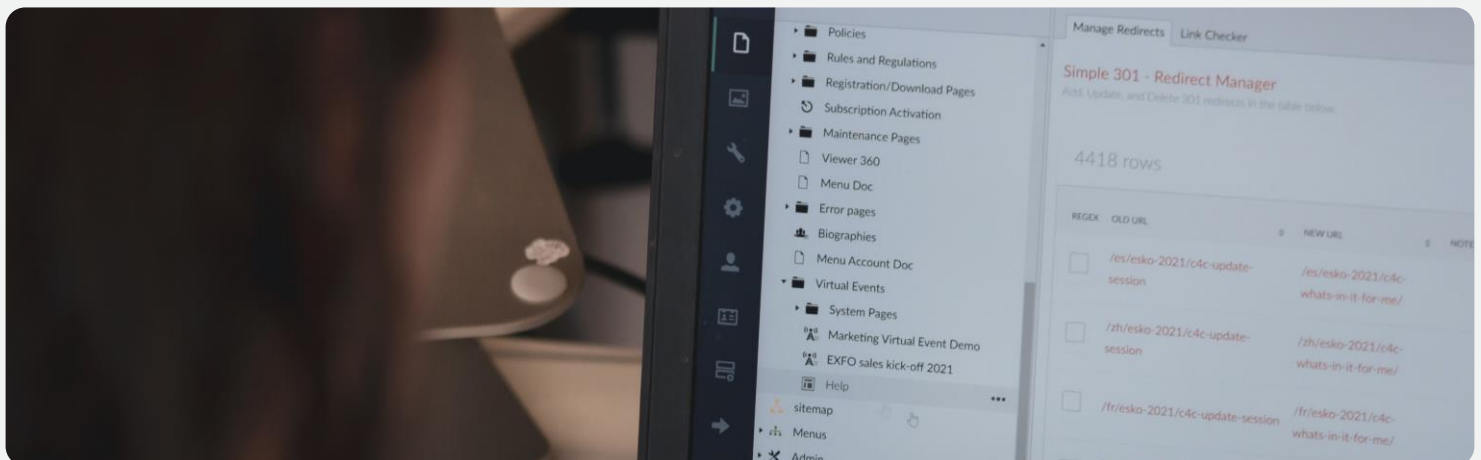 Policies
Rules and Regulations
Registration/Download Pages
Subscription Activation
Maintenance Pages
Viewer 360
Menu Doc
Error pages
Biographies
Menu Account Doc
Virtual Events
System Pages
Marketing Virtual Event Demo
EXFO sales kick-off 2021
Help
sitemap
Menus
Admin
Manage Redirects Link Checker
Simple 301 - Redirect Manager
Add, Update, and Delete 301 redirects in the table below.
4418 rows
REGEX OLD URL NEW URL NOTE
/es/esko-2021/c4c-update-
session
/es/esko-2021/c4c-
whats-in-it-for-me/
/zh/esko-2021/c4c-update-
session
/zh/esko-2021/c4c-
whats-in-it-for-me/
/fr/esko-2021/c4c-update-session
/fr/esko-2021/c4c-
whats-in-it-for-me/